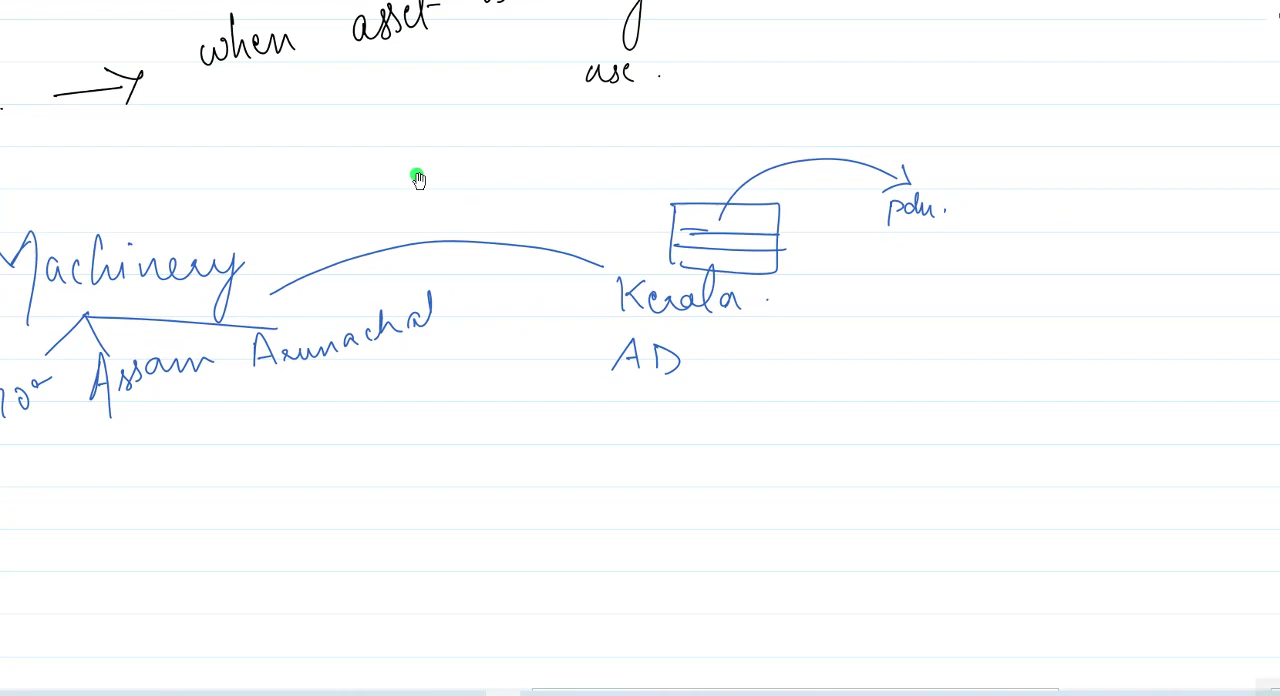 when asset
use.
pdn.
Machinery
Kerala.
Assam Arunachal
AD